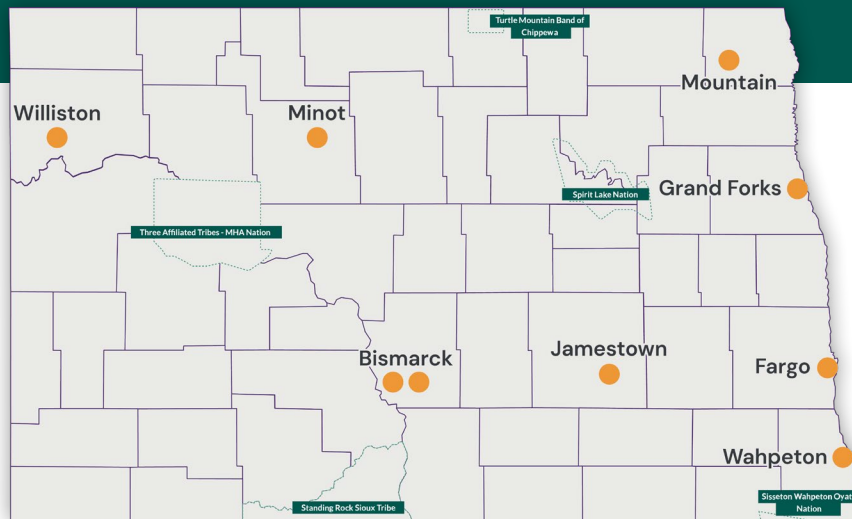 Turtle Mountain Band of
Chippewa
Mountain
Williston
Minot
Grand Forks
Spirit Lake Nation
Three Affiliated Tribes - MHA Nation
Bismarck
Jamestown
Fargo
Wahpeton
Sisseton Wahpeton Oyat
Nation
Standing Rock Sioux Tribe